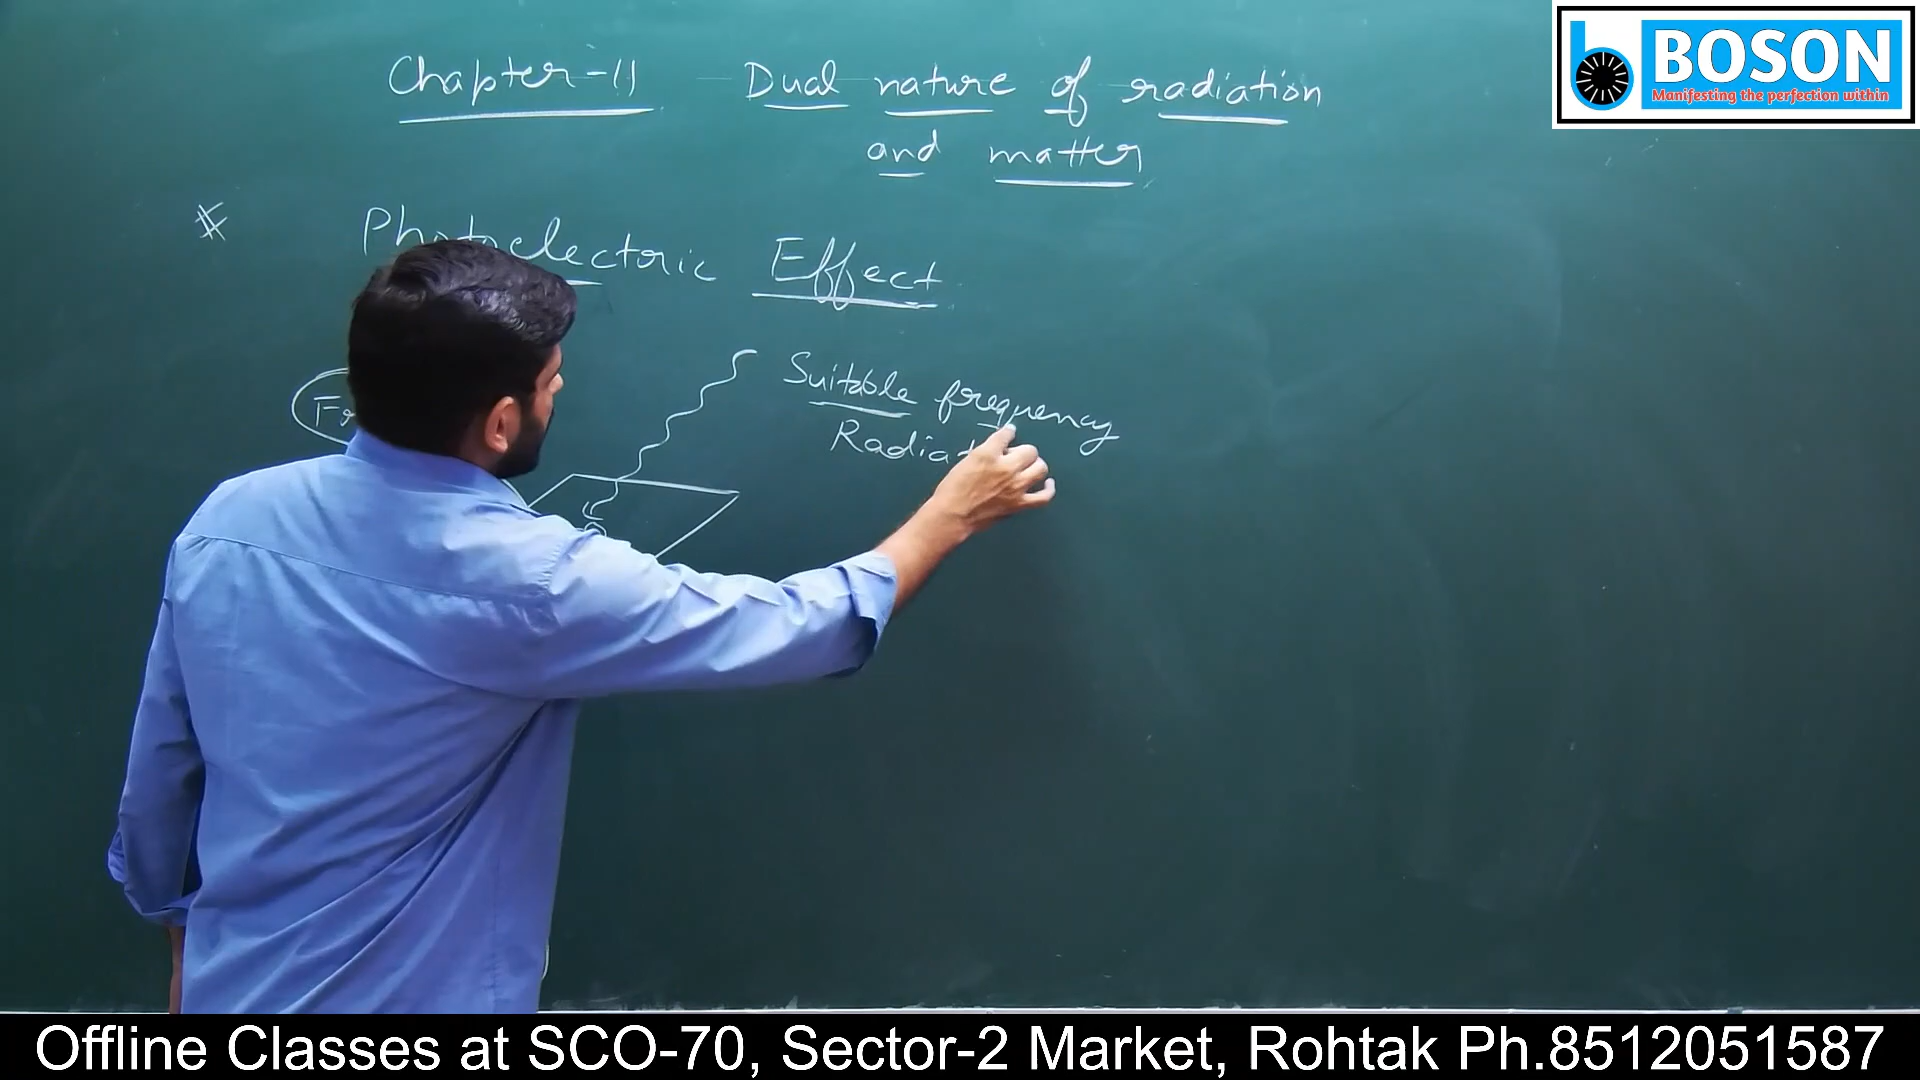 Chapter-11 Dual nature of radiation
and matter
# Photoelectric Effect
Suitable frequency
BOSON
Manifesting the perfection within
Offline Classes at SCO-70, Sector-2 Market, Rohtak Ph.8512051587